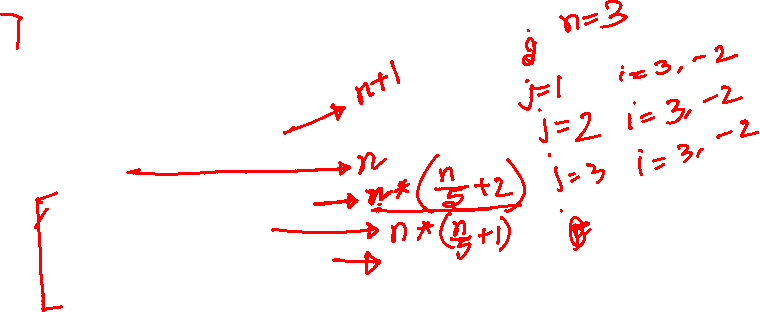 n=3
j
n+1
j=1 i=3, -2
j=2 i=3, -2
j=3 i=3, -2
n
n*(n/5+2)
n*(n/5+1)